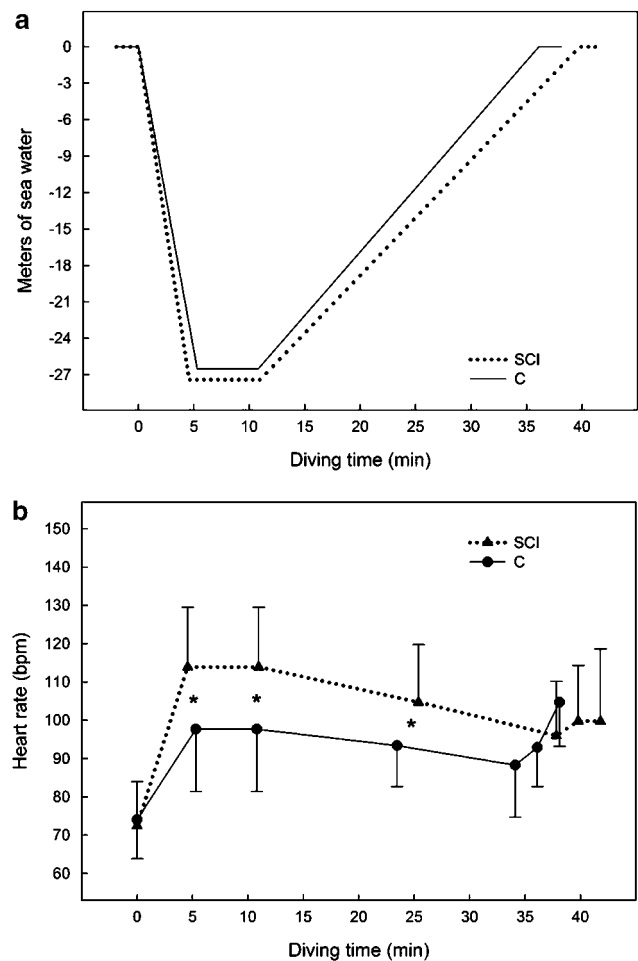 a
Meters of sea water
0
-3
-6
-9
-12
-15
-18
-21
-24
-27
SCI
C
0 5 10 15 20 25 30 35 40
Diving time (min)
b
Heart rate (bpm)
150
140
130
120
110
100
90
80
70
60
SCI
C
* * *
0 5 10 15 20 25 30 35 40
Diving time (min)